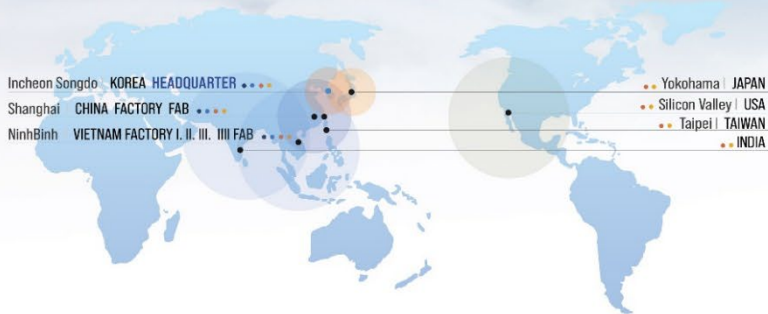 Incheon Songdo | KOREA HEADQUARTER
Shanghai CHINA FACTORY FAB
NinhBinh VIETNAM FACTORY I. II. III. IIII FAB
Yokohama | JAPAN
Silicon Valley | USA
Taipei | TAIWAN
INDIA